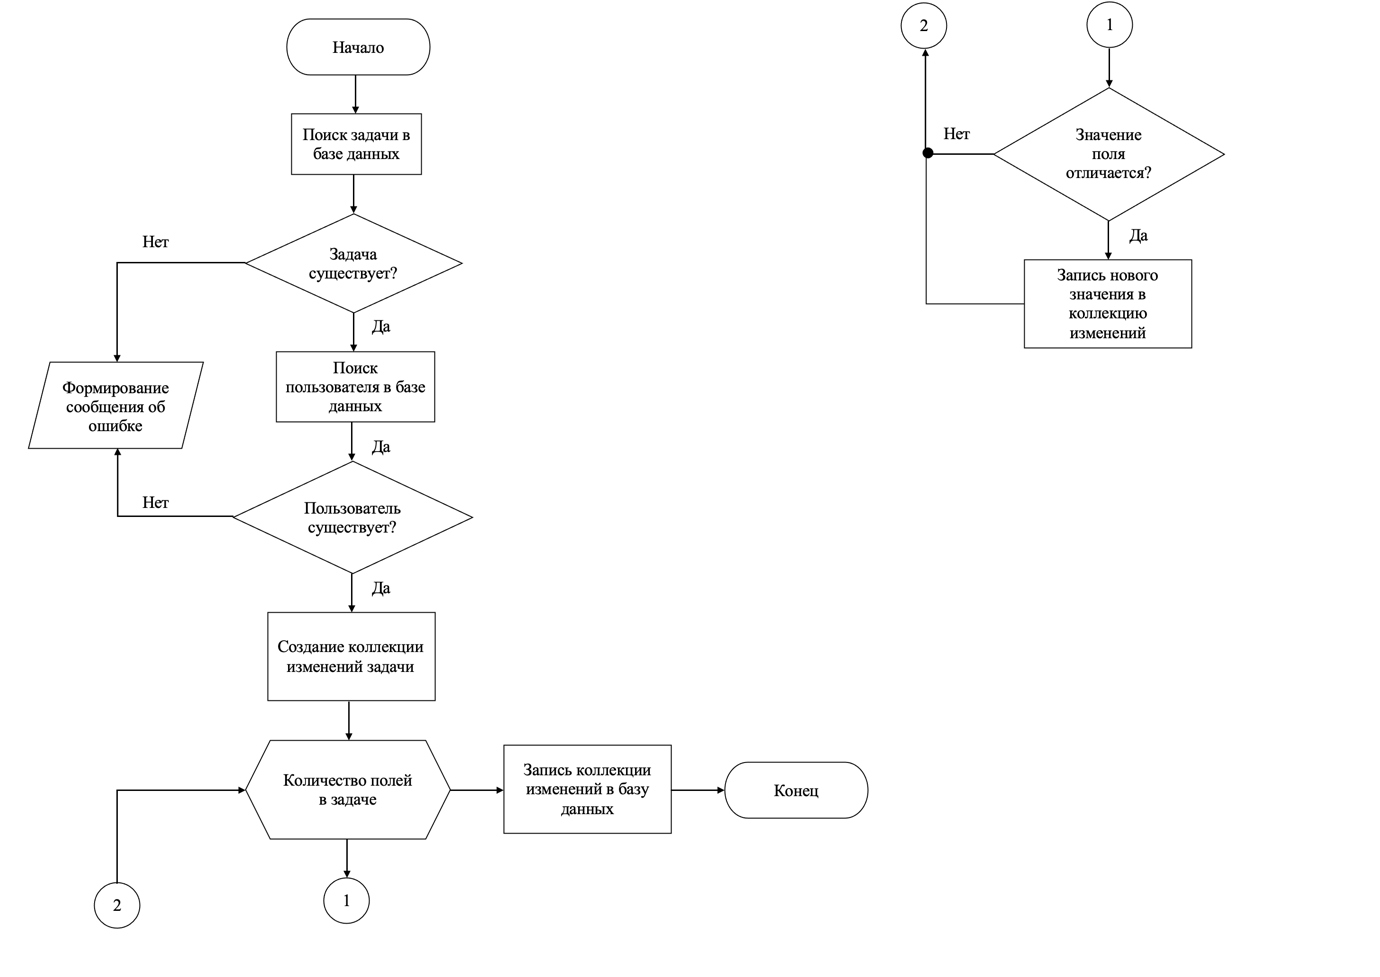 Начало
Поиск задачи в
базе данных
Нет
Задача
существует?
Да
Формирование
сообщения об
ошибке
Поиск
пользователя в базе
данных
Да
Нет
Пользователь
существует?
Да
Создание коллекции
изменений задачи
Количество полей
в задаче
Запись коллекции
изменений в базу
данных
Конец
2
1
2
1
Нет
Значение
поля
отличается?
Да
Запись нового
значения в
коллекцию
изменений